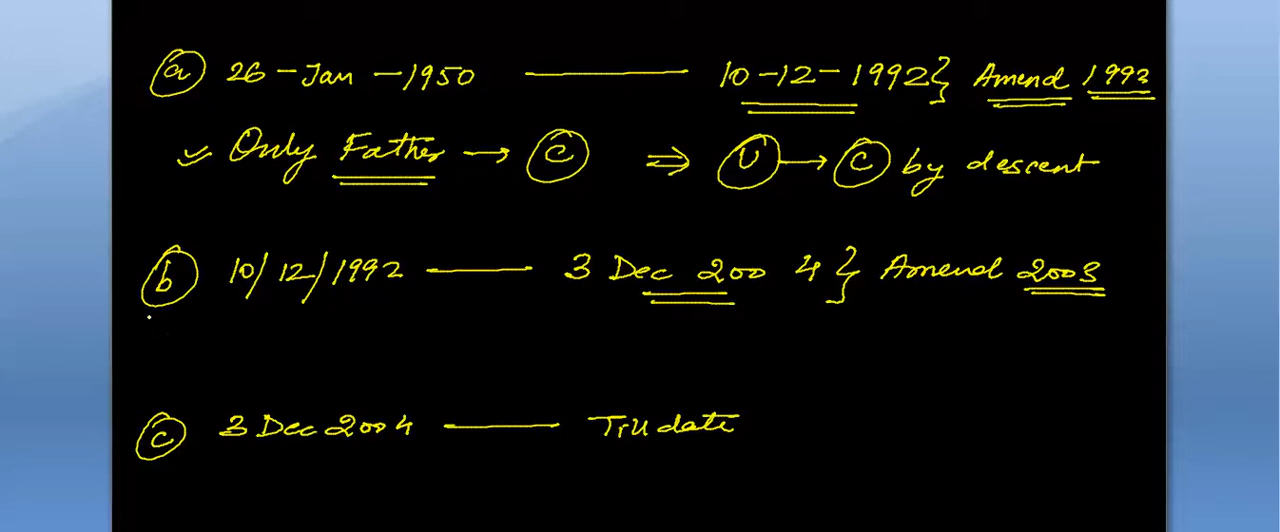 (a) 26 - Jan - 1950 —— 10 - 12 - 1992 } Amend 1992
✓ Only Father → (C) ⇒ (U) → (C) by descent
(b) 10/12/1992 —— 3 Dec 2004 } Amend 2003
(c) 3 Dec 2004 —— Till date